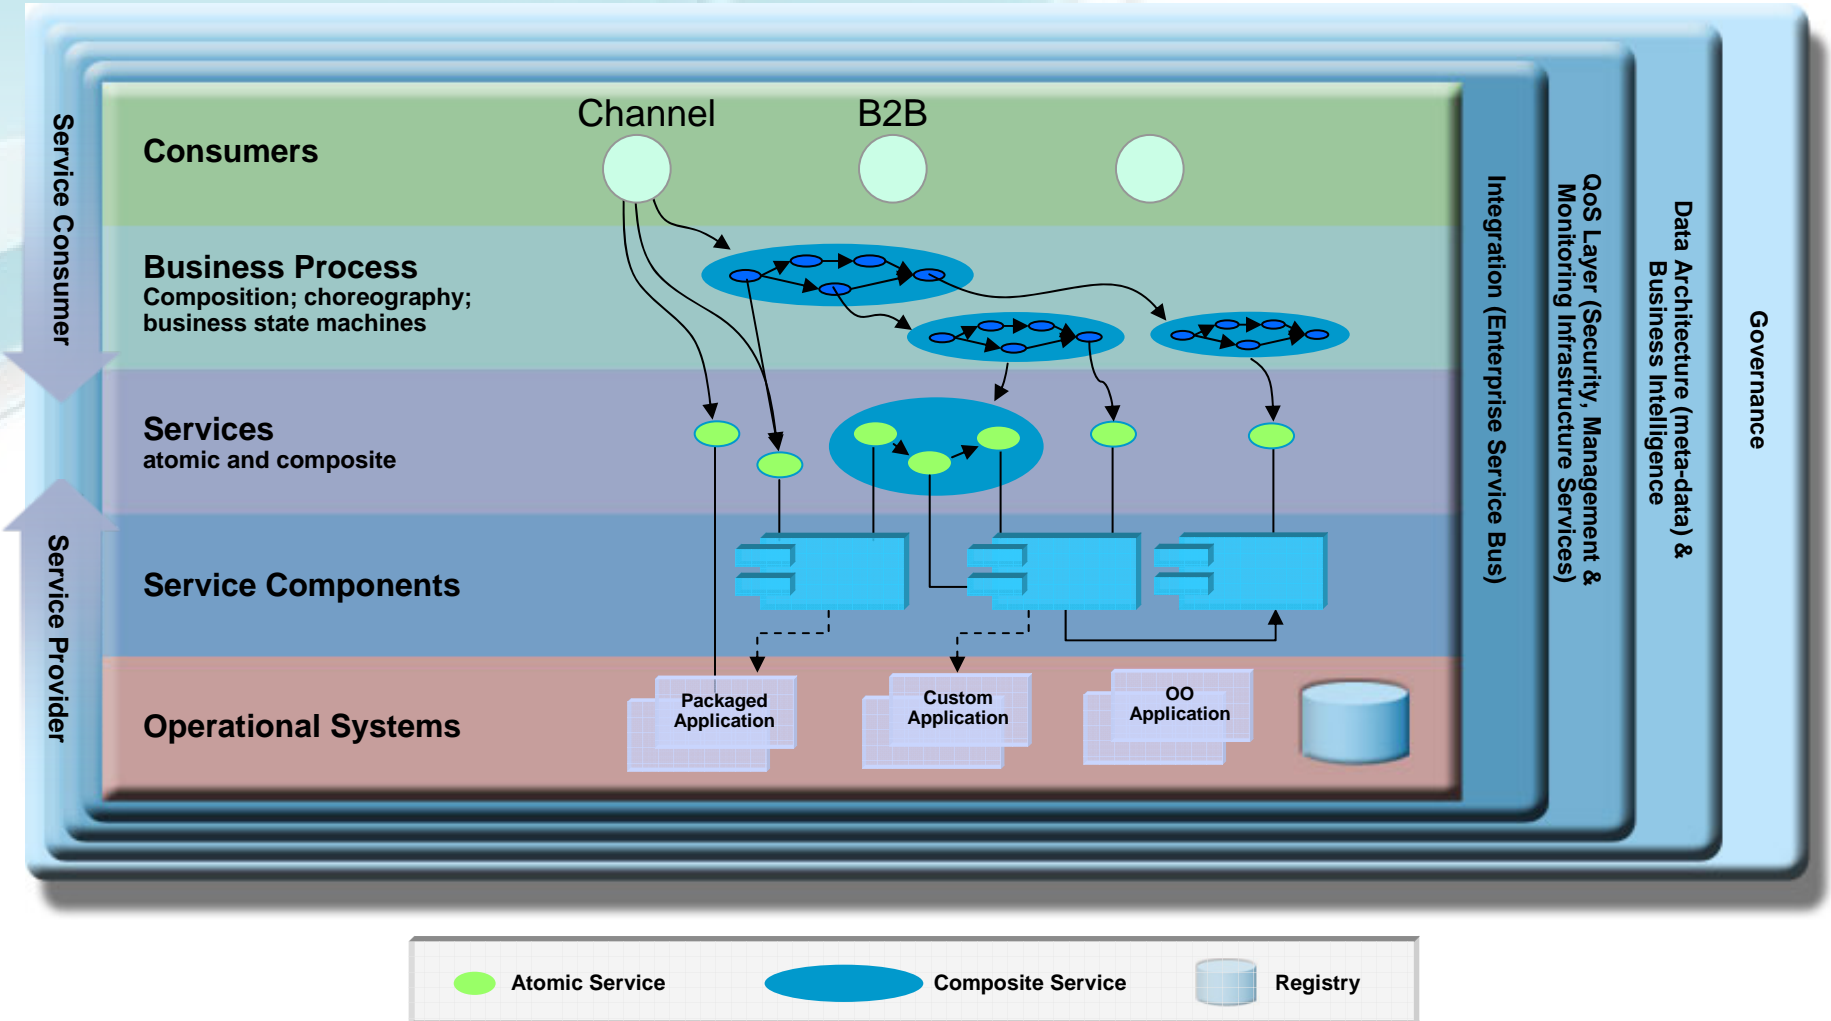 Channel
B2B
Consumers
Business Process
Composition; choreography;
business state machines
Services
atomic and composite
Service Components
Operational Systems
Packaged
Application
Custom
Application
OO
Application
Service Consumer
Service Provider
Integration (Enterprise Service Bus)
QoS Layer (Security, Management &
Monitoring Infrastructure Services)
Data Architecture (meta-data) &
Business Intelligence
Governance
Atomic Service
Composite Service
Registry